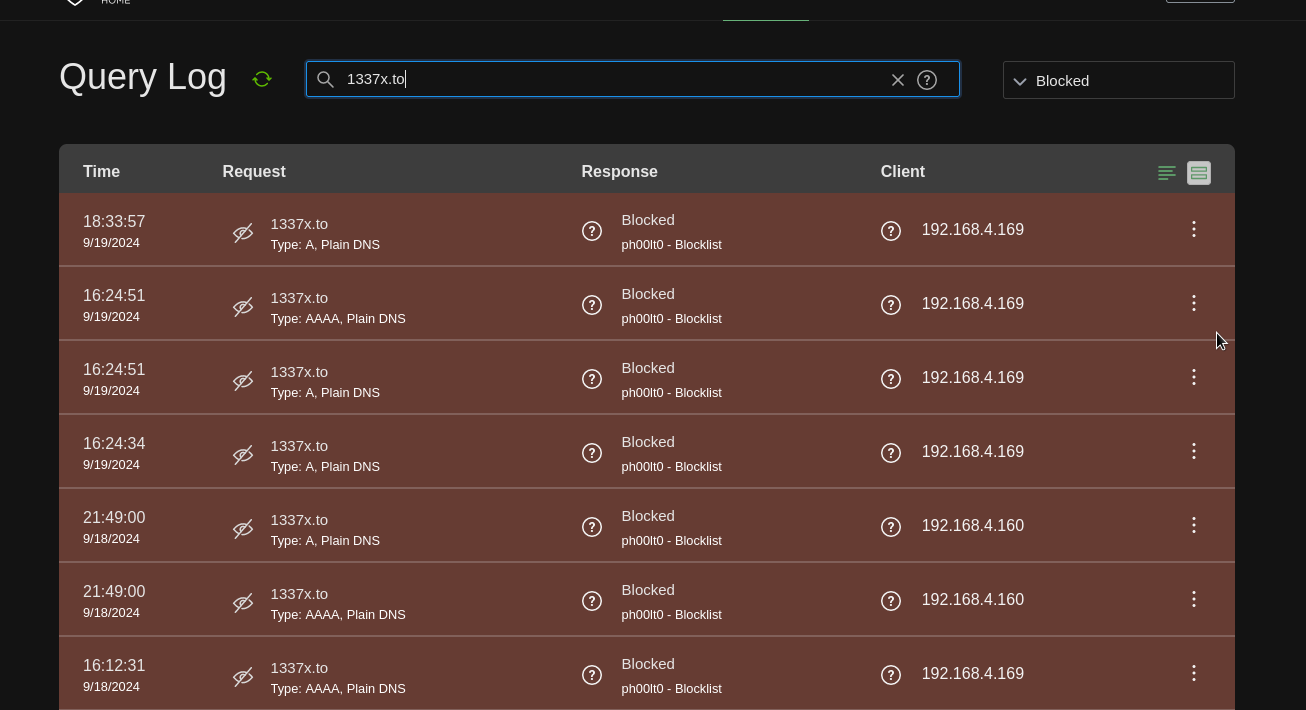 HOME
Query Log
1337x.to
Blocked
Time Request Response Client
18:33:57 1337x.to Blocked 192.168.4.169
9/19/2024 Type: A, Plain DNS ph00lt0 - Blocklist
16:24:51 1337x.to Blocked 192.168.4.169
9/19/2024 Type: AAAA, Plain DNS ph00lt0 - Blocklist
16:24:51 1337x.to Blocked 192.168.4.169
9/19/2024 Type: A, Plain DNS ph00lt0 - Blocklist
16:24:34 1337x.to Blocked 192.168.4.169
9/19/2024 Type: A, Plain DNS ph00lt0 - Blocklist
21:49:00 1337x.to Blocked 192.168.4.160
9/18/2024 Type: A, Plain DNS ph00lt0 - Blocklist
21:49:00 1337x.to Blocked 192.168.4.160
9/18/2024 Type: AAAA, Plain DNS ph00lt0 - Blocklist
16:12:31 1337x.to Blocked 192.168.4.169
9/18/2024 Type: AAAA, Plain DNS ph00lt0 - Blocklist